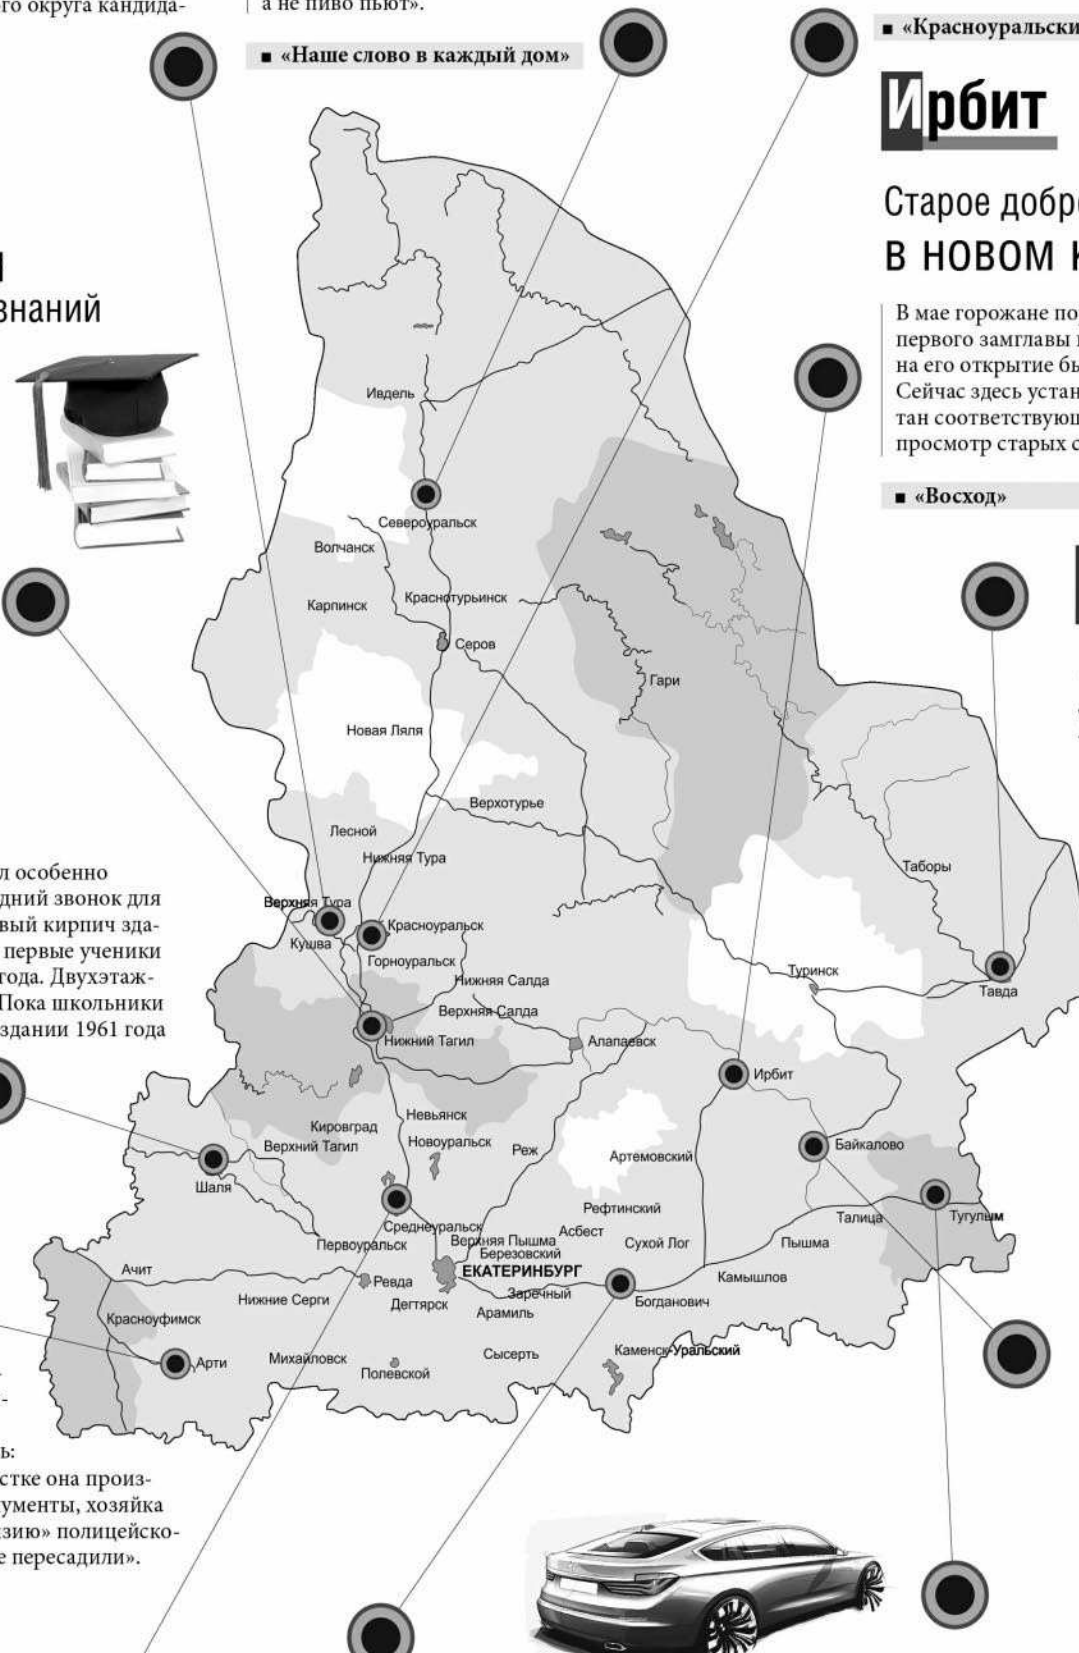 го округа кандида-
а не пиво пьют».
■ «Наше слово в каждый дом»
■ «Красноуральски
Ирбит
Старое добр
в новом к
В мае горожане по
первого замглавы
на его открытие бы
Сейчас здесь устан
тан соответствующ
просмотр старых с
■ «Восход»
знаний
Ивдель
Североуральск
Волчанск
Карпинск
Краснотурьинск
Серов
Гари
Новая Ляля
Верхотурье
Лесной
Нижняя Тура
Таборы
Верхняя Тура
Кушва
Красноуральск
Горноуральск
Нижняя Салда
Верхняя Салда
Туринск
Тавда
Нижний Тагил
Алапаевск
Ирбит
Невьянск
Кировград
Верхний Тагил
Новоуральск
Реж
Артемовский
Байкалово
Шаля
Рефтинский
Талица
Тугулым
Среднеуральск
Первоуральск
Верхняя Пышма
Березовский
Асбест
Сухой Лог
Пышма
Ачит
Ревда
ЕКАТЕРИНБУРГ
Заречный
Камышлов
Нижние Серги
Дегтярск
Арамиль
Богданович
Красноуфимск
Арти
Михайловск
Полевской
Сысерть
Каменск-Уральский
л особенно
дний звонок для
вый кирпич зда-
первые ученики
года. Двухэтаж-
Пока школьники
здании 1961 года
ь:
стке она произ-
ументы, хозяйка
зию» полицейско-
е пересадили».